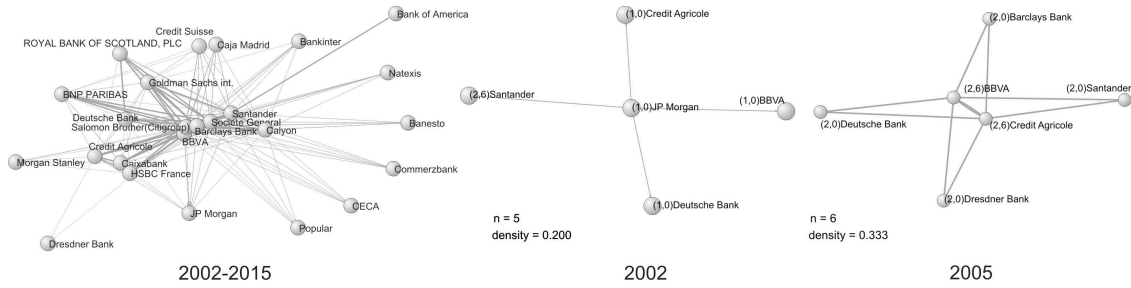 Bank of America
Credit Suisse
ROYAL BANK OF SCOTLAND, PLC
Caja Madrid
Bankinter
Goldman Sachs int.
Natexis
BNP PARIBAS
Santander
Deutsche Bank
Societe General
Banesto
Salomon Brother(Citigroup)
Barclays Bank
Calyon
BBVA
Credit Agricole
Morgan Stanley
Caixabank
Commerzbank
HSBC France
CECA
JP Morgan
Popular
Dresdner Bank
2002-2015
(1,0)Credit Agricole
(2,6)Santander
(1,0)JP Morgan
(1,0)BBVA
(1,0)Deutsche Bank
n = 5
density = 0.200
2002
(2,0)Barclays Bank
(2,6)BBVA
(2,0)Santander
(2,0)Deutsche Bank
(2,6)Credit Agricole
(2,0)Dresdner Bank
n = 6
density = 0.333
2005